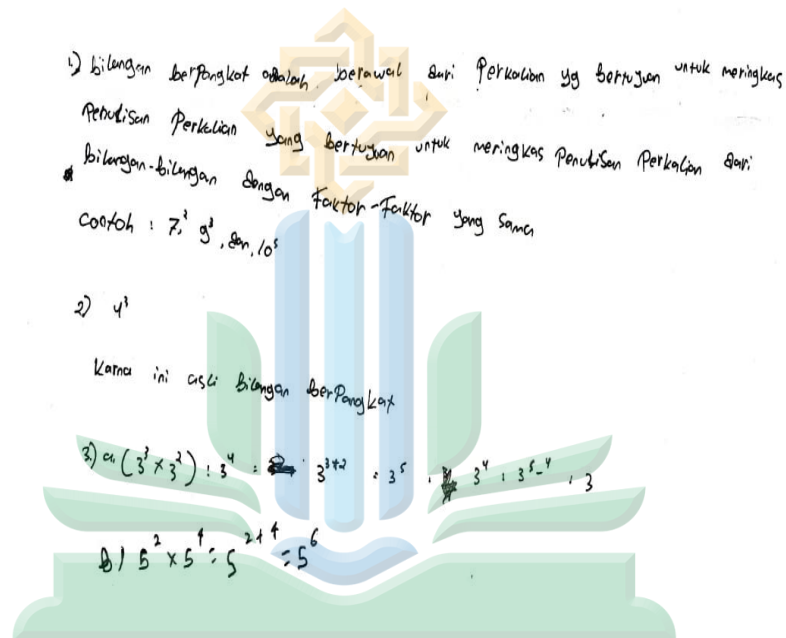 1.) bilangan berpangkat adalah berawal dari Perkalian yg bertujuan untuk meringkas
Penulisan Perkalian yang bertujuan untuk meringkas Penulisan Perkalian dari
bilangan-bilangan dengan Faktor-Faktor yang sama
contoh : 7², 9³, dan, 10⁵
2) 4³
Karna ini asli bilangan berPangkat
3.) a, (3³ × 3²) : 3⁴ = 3³⁺² = 3⁵ : 3⁴ = 3⁵⁻⁴ = 3
b) 5² × 5⁴ = 5²⁺⁴ = 5⁶